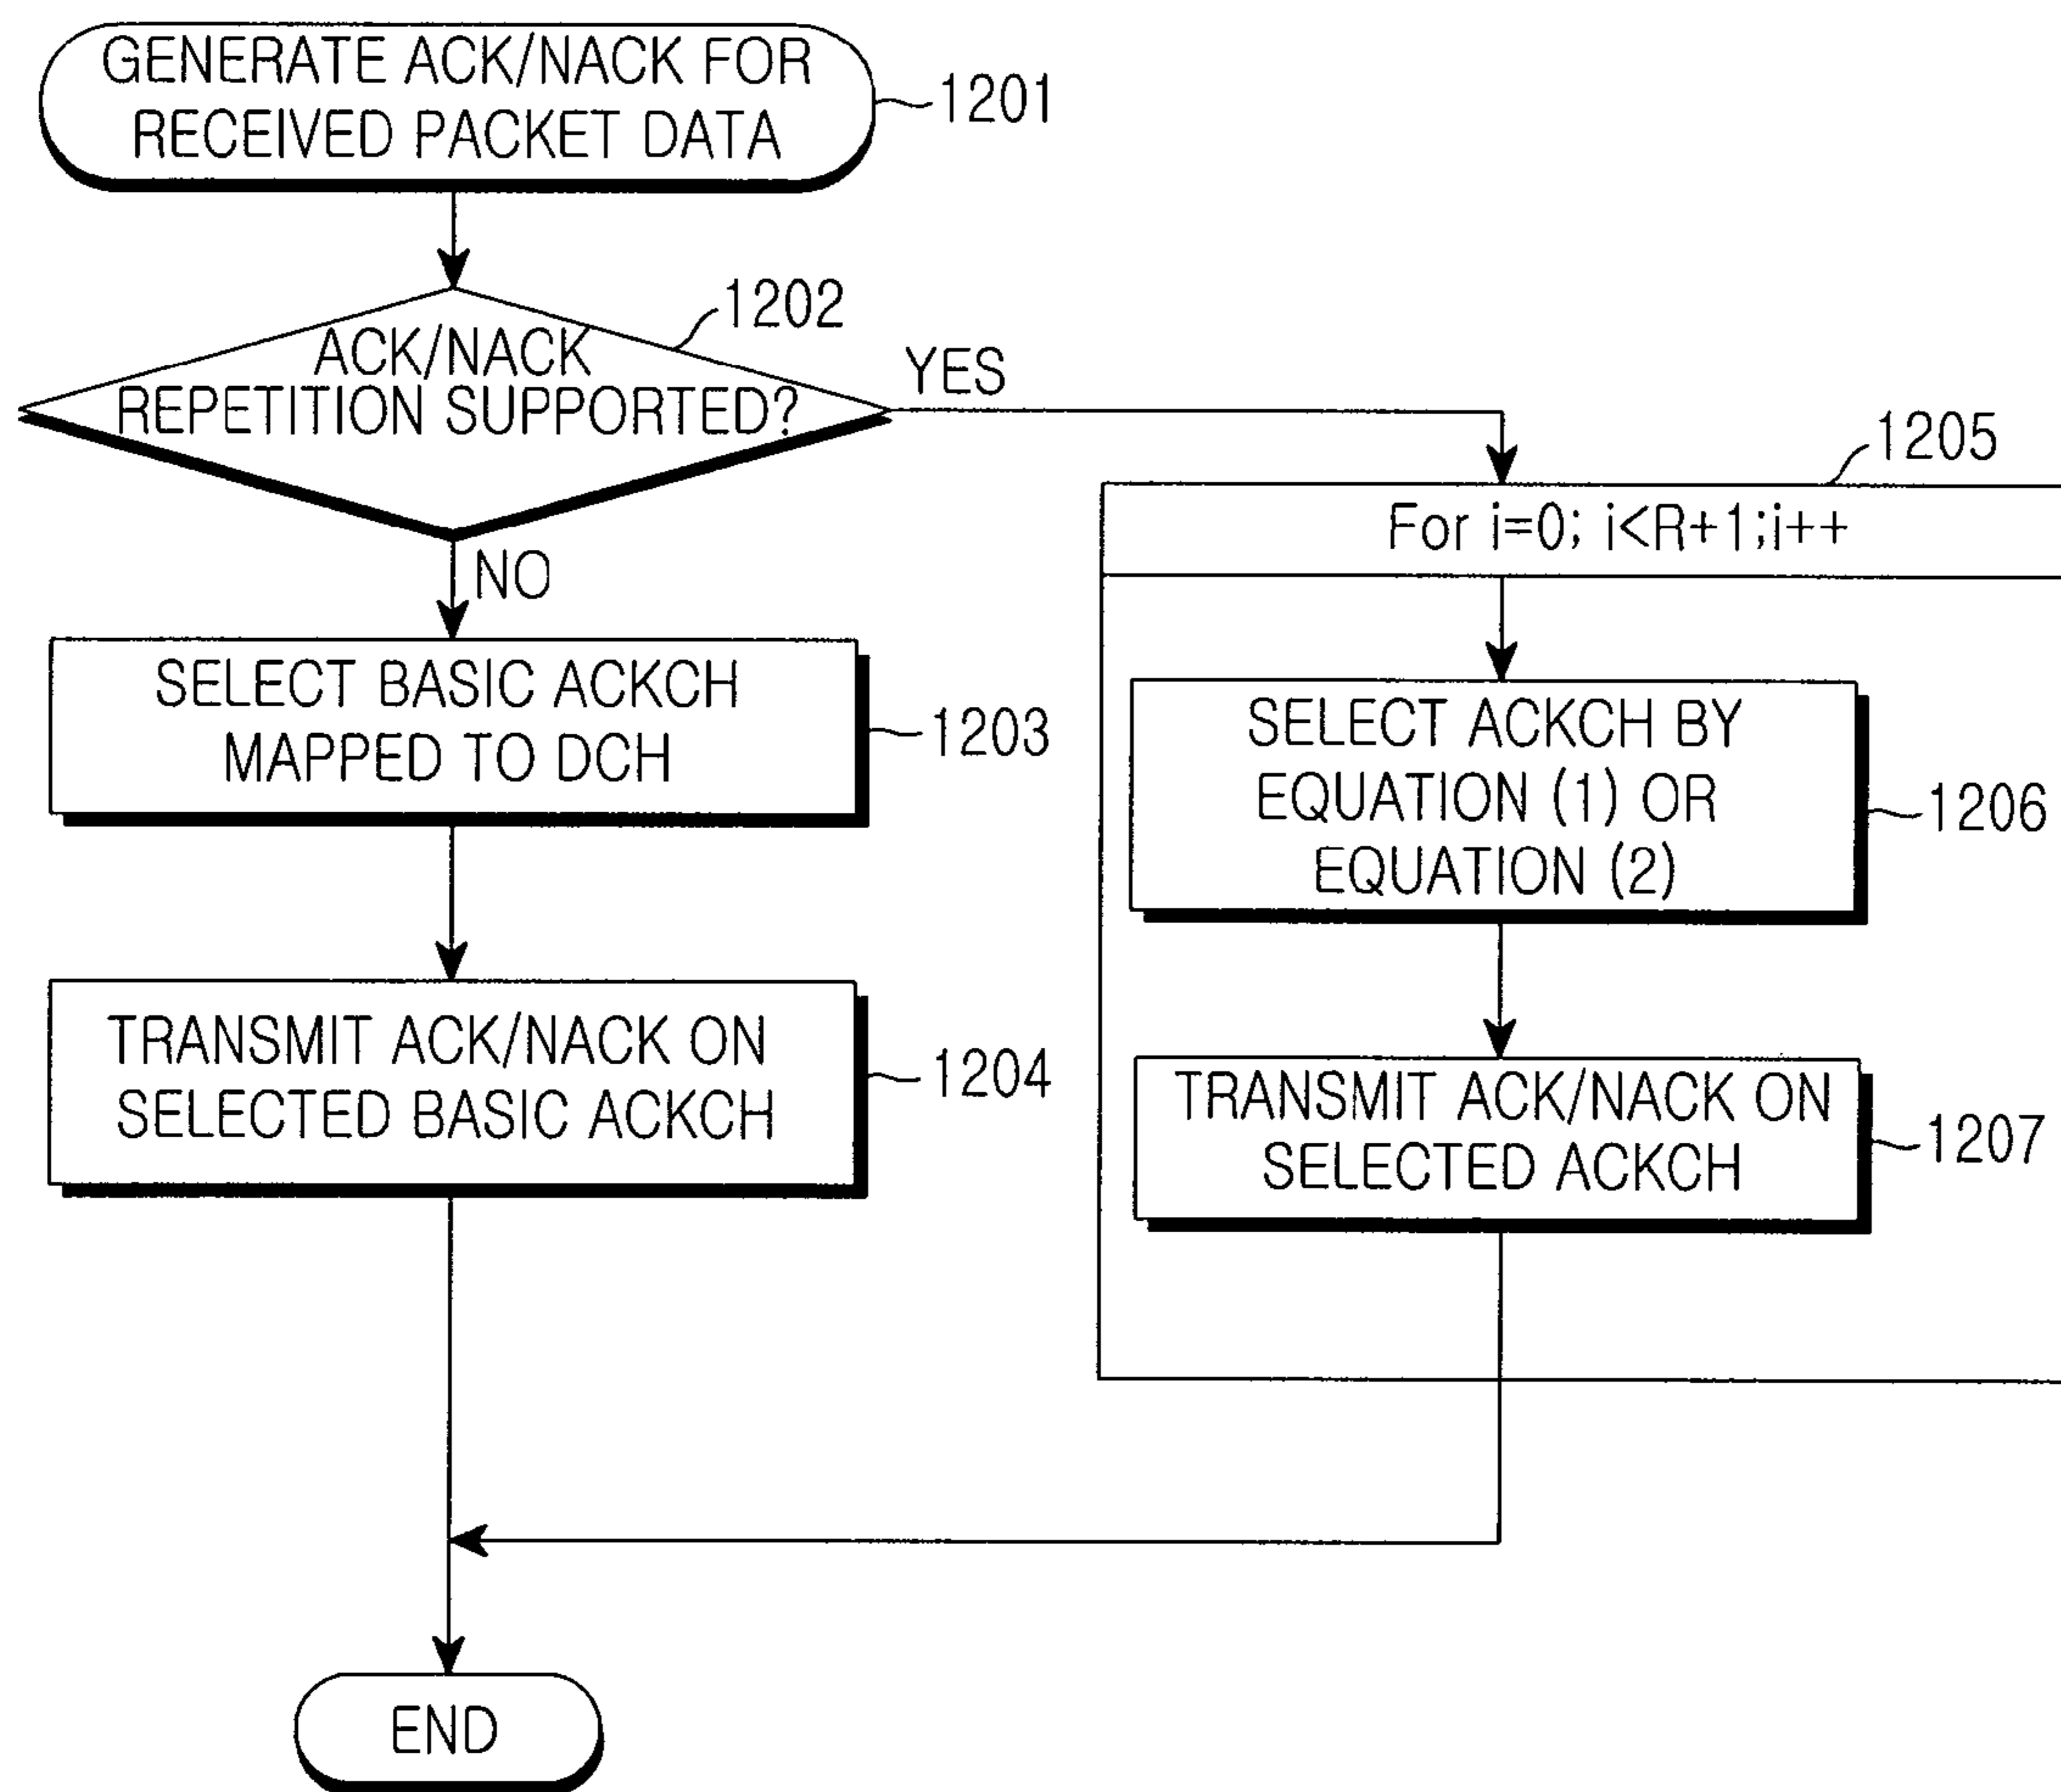 GENERATE ACK/NACK FOR
RECEIVED PACKET DATA
1201
1202
ACK/NACK
REPETITION SUPPORTED?
YES
NO
1205
For i=0; i<R+1;i++
SELECT BASIC ACKCH
MAPPED TO DCH
1203
SELECT ACKCH BY
EQUATION (1) OR
EQUATION (2)
1206
TRANSMIT ACK/NACK ON
SELECTED BASIC ACKCH
1204
TRANSMIT ACK/NACK ON
SELECTED ACKCH
1207
END